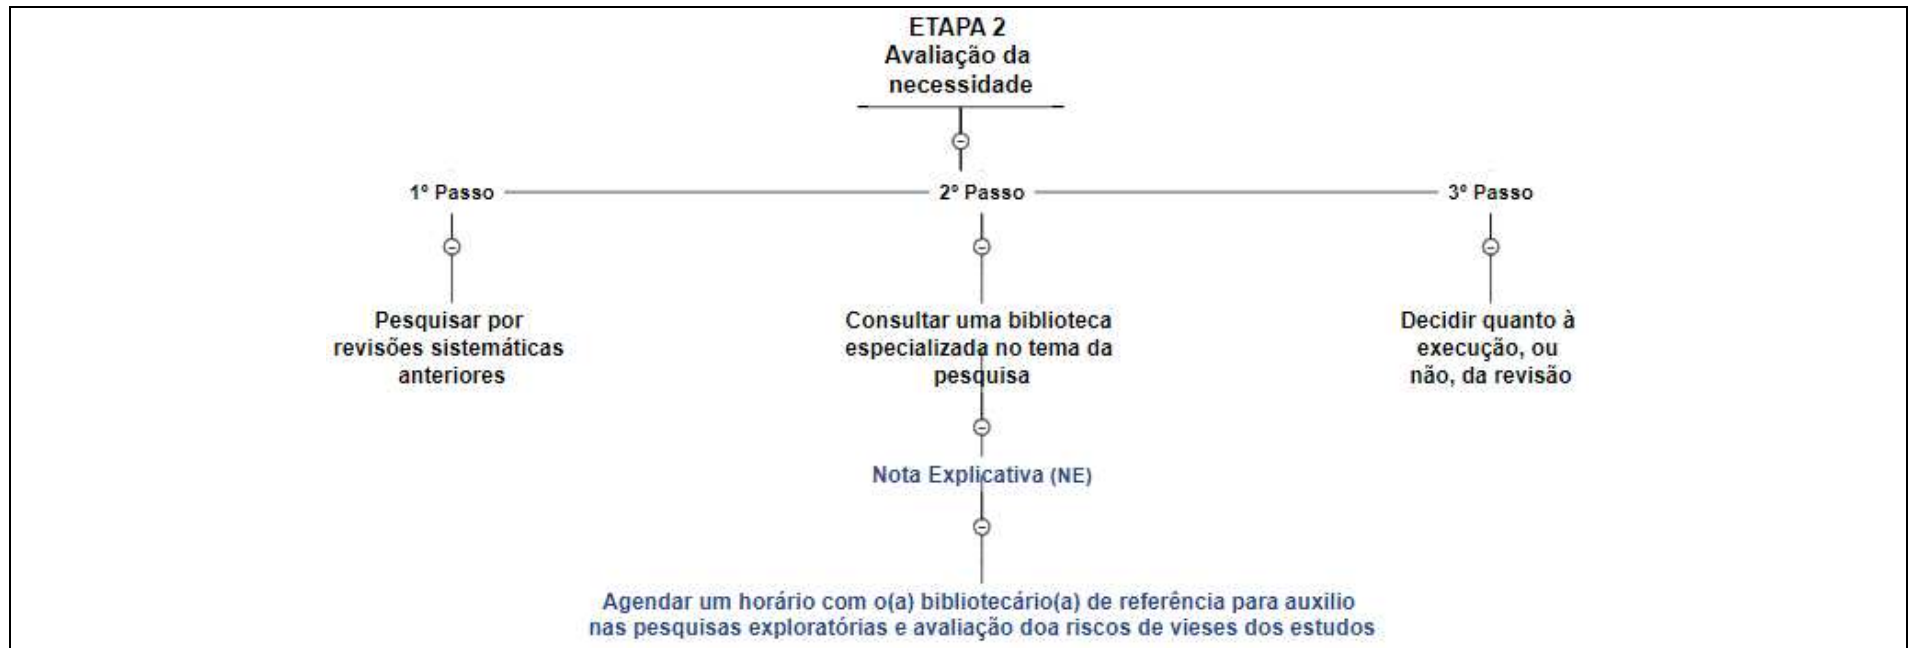 ETAPA 2
Avaliação da
necessidade
1º Passo
2º Passo
3º Passo
Pesquisar por
revisões sistemáticas
anteriores
Consultar uma biblioteca
especializada no tema da
pesquisa
Decidir quanto à
execução, ou
não, da revisão
Nota Explicativa (NE)
Agendar um horário com o(a) bibliotecário(a) de referência para auxilio
nas pesquisas exploratórias e avaliação doa riscos de vieses dos estudos